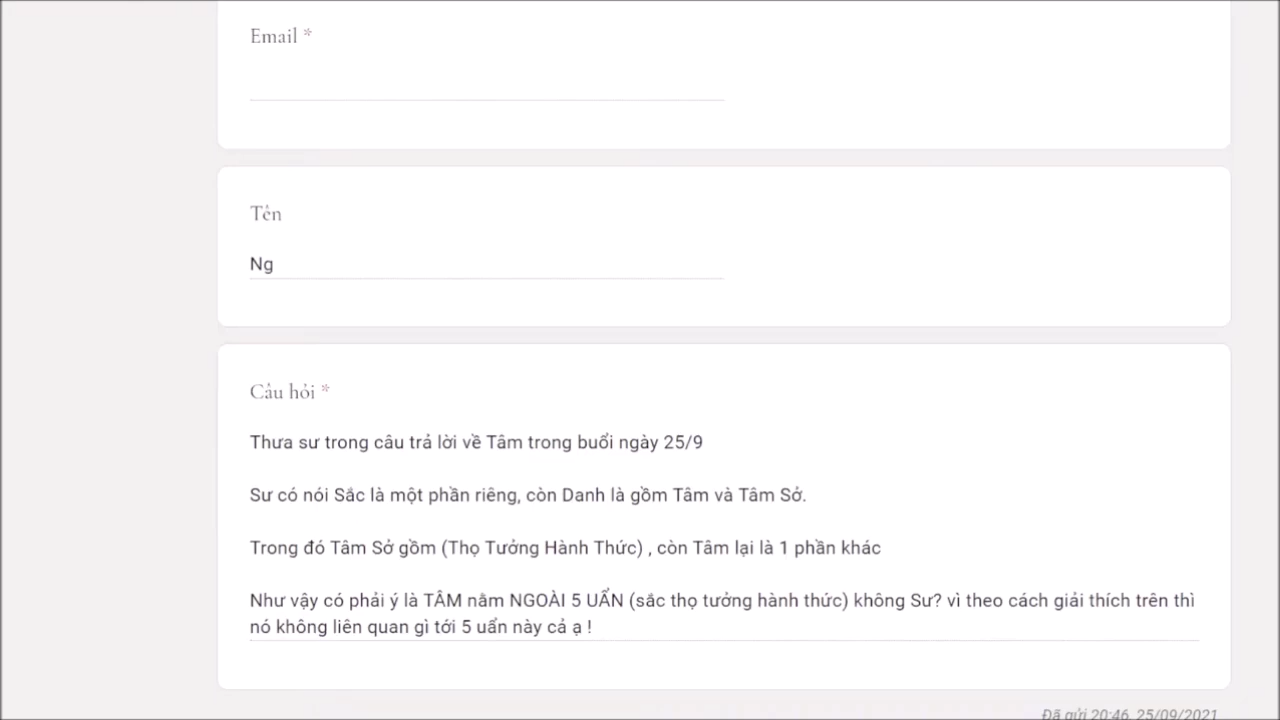 Email *
Tên
Ng
Câu hỏi *
Thưa sư trong câu trả lời về Tâm trong buổi ngày 25/9
Sư có nói Sắc là một phần riêng, còn Danh là gồm Tâm và Tâm Sở.
Trong đó Tâm Sở gồm (Thọ Tưởng Hành Thức) , còn Tâm lại là 1 phần khác
Như vậy có phải ý là TÂM nằm NGOÀI 5 UẨN (sắc thọ tưởng hành thức) không Sư? vì theo cách giải thích trên thì
nó không liên quan gì tới 5 uẩn này cả ạ !
Đã gửi 20:46, 25/09/2021